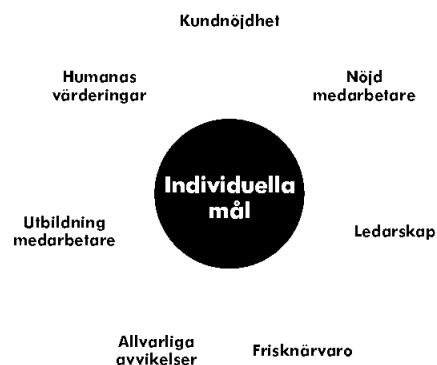 Kundnöjdhet
Humanas
värderingar
Nöjd
medarbetare
Individuella
mål
Utbildning
medarbetare
Ledarskap
Allvarliga
avvikelser
Frisknärvaro